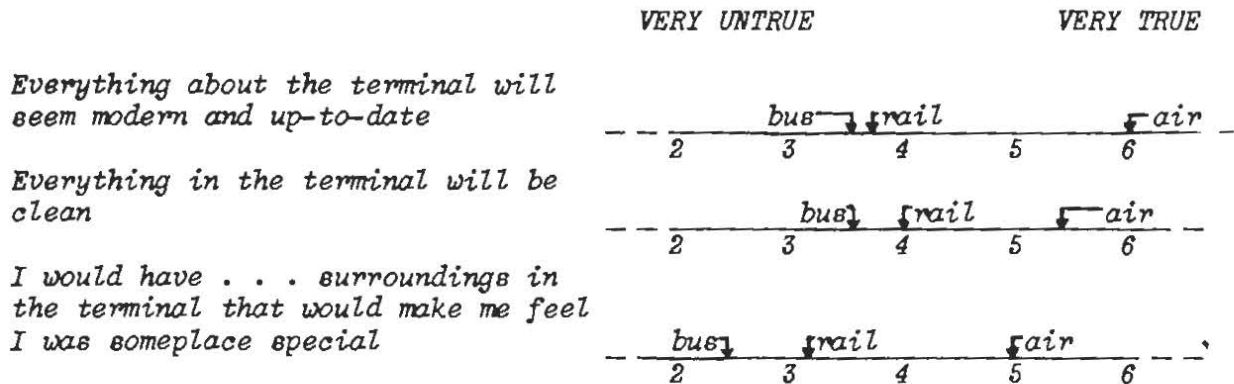 VERY UNTRUE VERY TRUE
Everything about the terminal will
seem modern and up-to-date
bus rail air
2 3 4 5 6
Everything in the terminal will be
clean
bus rail air
2 3 4 5 6
I would have . . . surroundings in
the terminal that would make me feel
I was someplace special
bus rail air
2 3 4 5 6